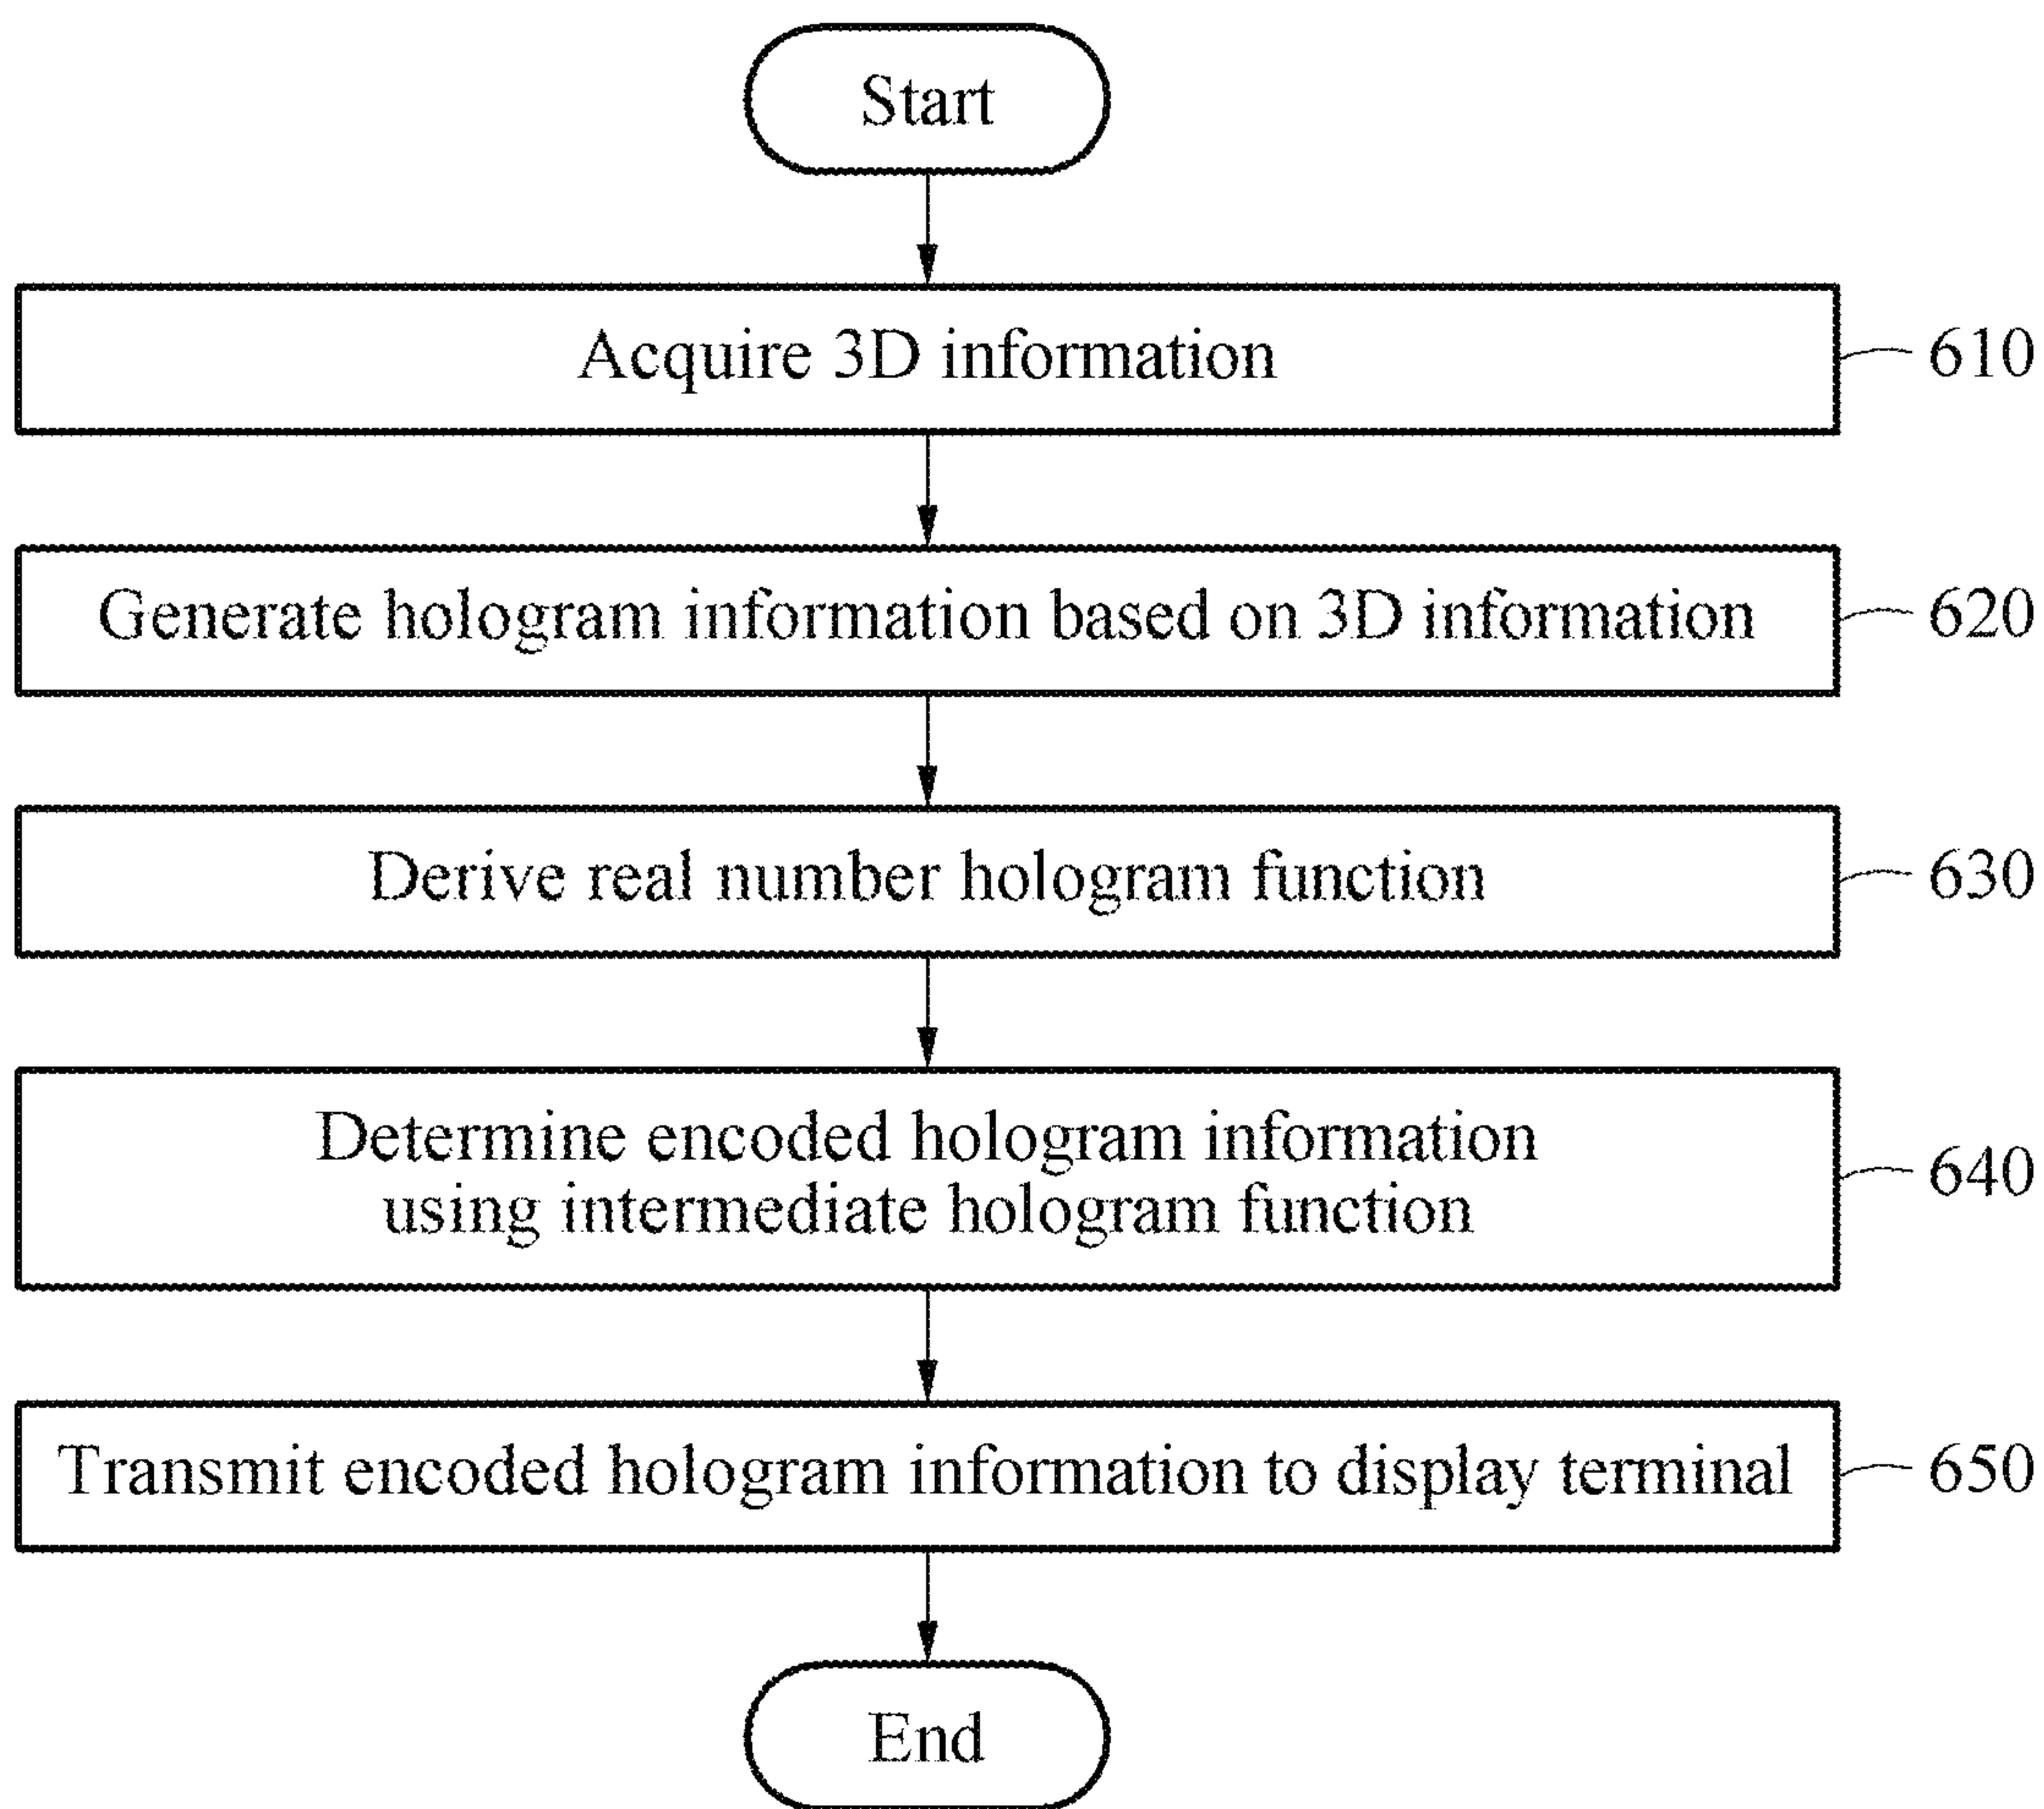 Start
Acquire 3D information
610
Generate hologram information based on 3D information
620
Derive real number hologram function
630
Determine encoded hologram information
using intermediate hologram function
640
Transmit encoded hologram information to display terminal
650
End